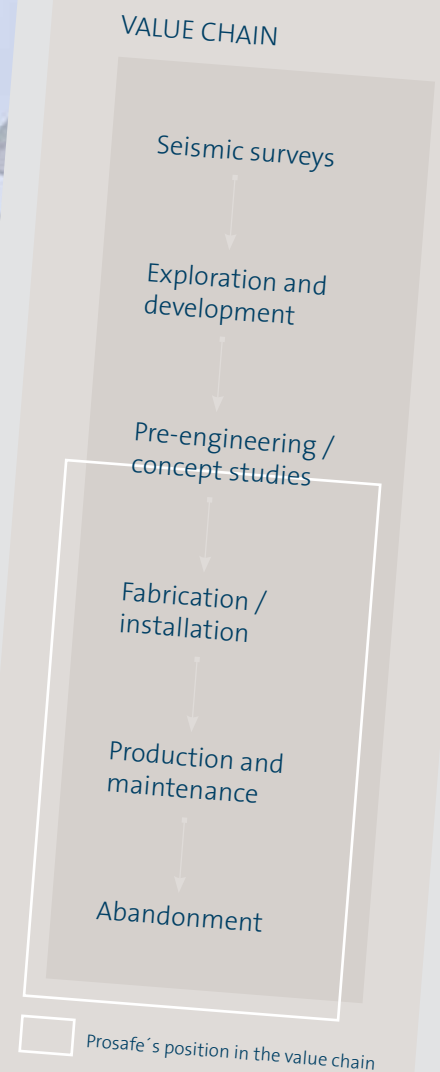 VALUE CHAIN
Seismic surveys
Exploration and
development
Pre-engineering /
concept studies
Fabrication /
installation
Production and
maintenance
Abandonment
Prosafe´s position in the value chain